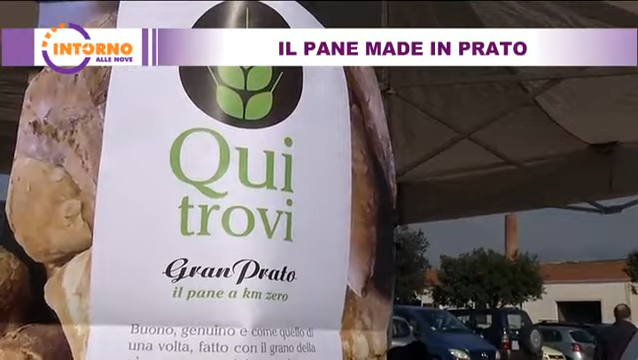 INTORNO
ALLE NOVE
IL PANE MADE IN PRATO
Qui
trovi
GranPrato
il pane a km zero
Buono, genuino e come quello di
una volta, fatto con il grano della